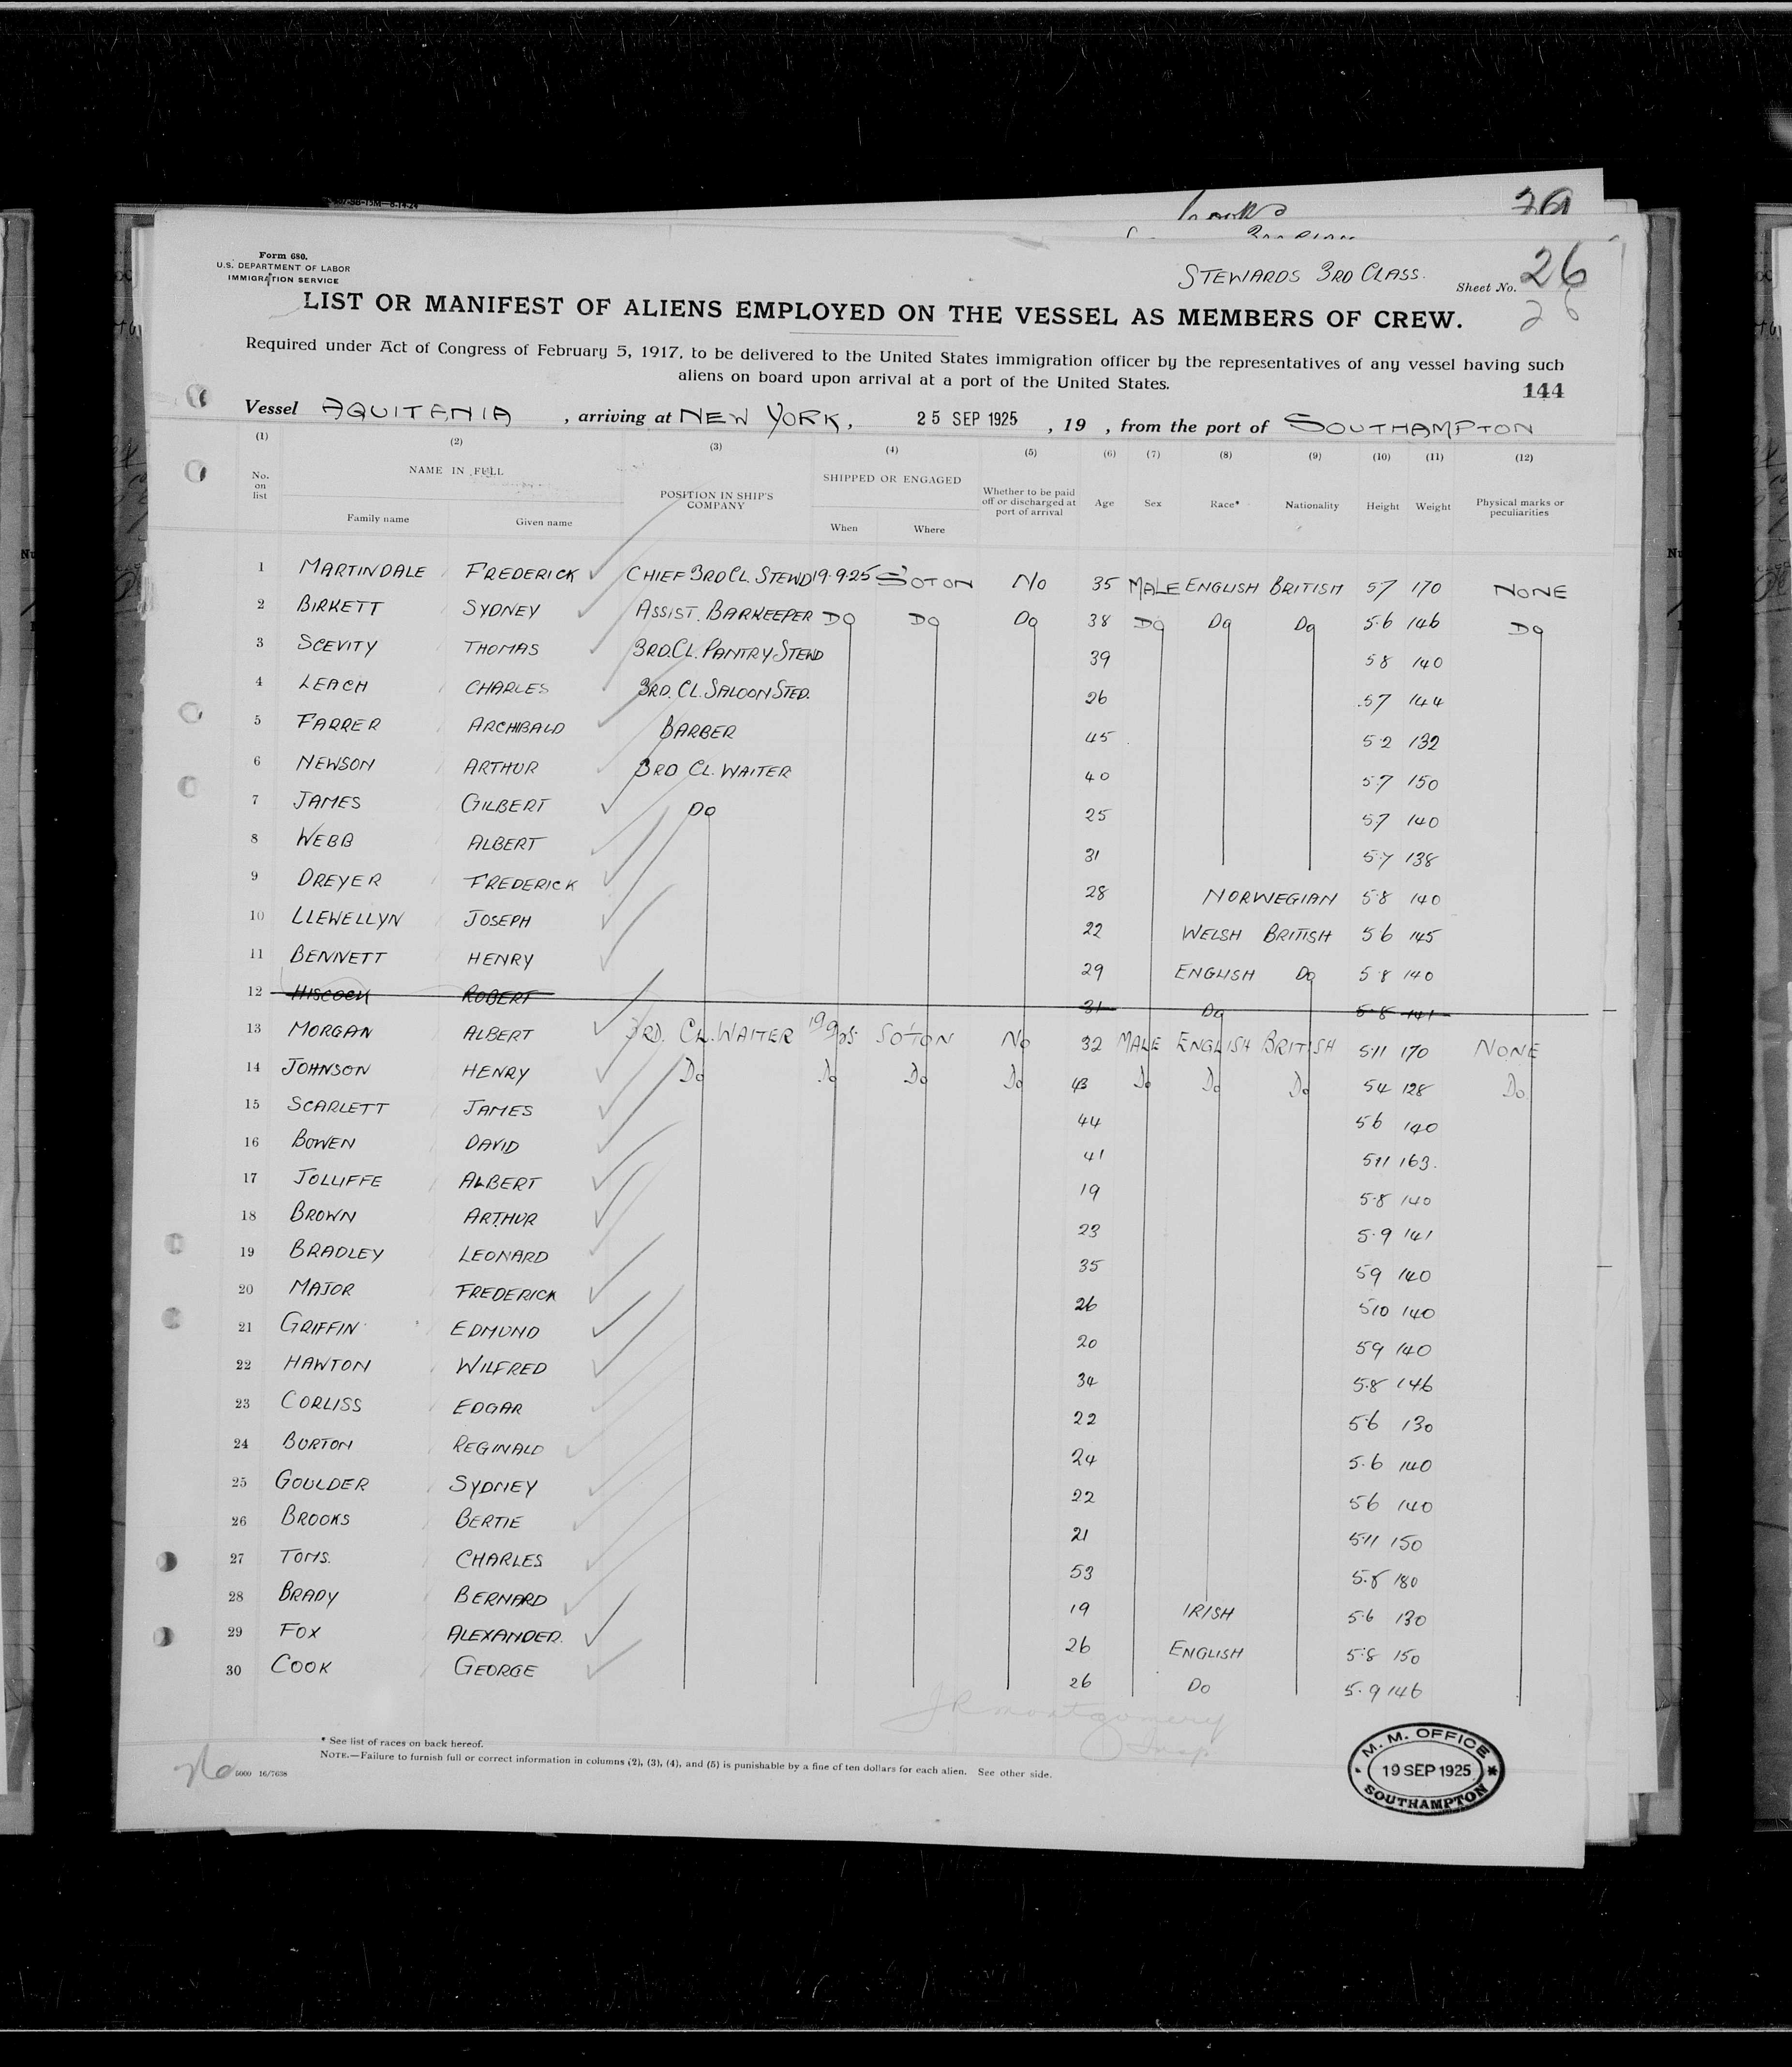 Form 680.
U.S. DEPARTMENT OF LABOR
IMMIGRATION SERVICE
STEWARDS 3RD CLASS.
Sheet No. 26
26
LIST OR MANIFEST OF ALIENS EMPLOYED ON THE VESSEL AS MEMBERS OF CREW.
Required under Act of Congress of February 5, 1917, to be delivered to the United States immigration officer by the representatives of any vessel having such
aliens on board upon arrival at a port of the United States.
144
Vessel AQUITANIA , arriving at NEW YORK, 25 SEP 1925 , 19 , from the port of SOUTHAMPTON
(1) (2) (3) (4) (5) (6) (7) (8) (9) (10) (11) (12)
No. on list NAME IN FULL POSITION IN SHIP'S COMPANY SHIPPED OR ENGAGED Whether to be paid off or discharged at port of arrival Age Sex Race* Nationality Height Weight Physical marks or peculiarities
Family name Given name When Where
1 MARTINDALE FREDERICK CHIEF 3RD CL. STEWD 19.9.25 S'OTON NO 35 MALE ENGLISH BRITISH 5.7 170 NONE
2 BIRKETT SYDNEY ASSIST. BARKEEPER DO DO DO 38 DO DO DO 5.6 146 DO
3 SCEVITY THOMAS 3RD.CL. PANTRY STEWD 39 5 8 140
4 LEACH CHARLES 3RD. CL. SALOON STED. 26 5.7 144
5 FARRER ARCHIBALD BARBER 45 5 2 132
6 NEWSON ARTHUR 3RD CL. WAITER 40 5.7 150
7 JAMES GILBERT DO 25 5.7 140
8 WEBB ALBERT 31 5.7 138
9 DREYER FREDERICK 28 NORWEGIAN 5.8 140
10 LLEWELLYN JOSEPH 22 WELSH BRITISH 5.6 145
11 BENNETT HENRY 29 ENGLISH DO 5.8 140
12 HISCOCK ROBERT 31 DO 5.8 141
13 MORGAN ALBERT 3RD. CL. WAITER 19 9 25 SO'TON NO 32 MALE ENGLISH BRITISH 5.11 170 NONE
14 JOHNSON HENRY DO DO DO DO 43 DO DO DO 5.4 128 DO.
15 SCARLETT JAMES 44 5 6 140
16 BOWEN DAVID 41 5.11 163.
17 JOLLIFFE ALBERT 19 5.8 140
18 BROWN ARTHUR 23 5.9 141
19 BRADLEY LEONARD 35 5 9 140
20 MAJOR FREDERICK 26 5.10 140
21 GRIFFIN EDMUND 20 5 9 140
22 HAWTON WILFRED 34 5.8 146
23 CORLISS EDGAR 22 5.6 130
24 BURTON REGINALD 24 5.6 140
25 GOULDER SYDNEY 22 5 6 140
26 BROOKS BERTIE 21 5.11 150
27 TOMS. CHARLES 53 5.8 180
28 BRADY BERNARD 19 IRISH 5.6 130
29 FOX ALEXANDER. 26 ENGLISH 5.8 150
30 COOK GEORGE 26 DO 5.9 146
J R Montgomery
Insp
* See list of races on back hereof.
NOTE.—Failure to furnish full or correct information in columns (2), (3), (4), and (5) is punishable by a fine of ten dollars for each alien. See other side.
26 5000 16/7638
M. M. OFFICE
19 SEP 1925
SOUTHAMPTON